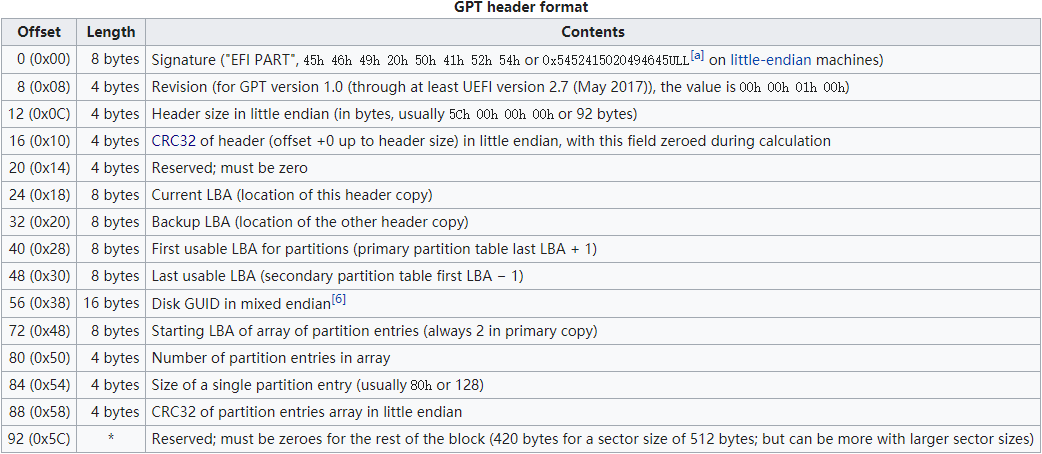 GPT header format
Offset Length Contents
0 (0x00) 8 bytes Signature ("EFI PART", 45h 46h 49h 20h 50h 41h 52h 54h or 0x5452415020494645ULL[a] on little-endian machines)
8 (0x08) 4 bytes Revision (for GPT version 1.0 (through at least UEFI version 2.7 (May 2017)), the value is 00h 00h 01h 00h)
12 (0x0C) 4 bytes Header size in little endian (in bytes, usually 5Ch 00h 00h 00h or 92 bytes)
16 (0x10) 4 bytes CRC32 of header (offset +0 up to header size) in little endian, with this field zeroed during calculation
20 (0x14) 4 bytes Reserved; must be zero
24 (0x18) 8 bytes Current LBA (location of this header copy)
32 (0x20) 8 bytes Backup LBA (location of the other header copy)
40 (0x28) 8 bytes First usable LBA for partitions (primary partition table last LBA + 1)
48 (0x30) 8 bytes Last usable LBA (secondary partition table first LBA − 1)
56 (0x38) 16 bytes Disk GUID in mixed endian[6]
72 (0x48) 8 bytes Starting LBA of array of partition entries (always 2 in primary copy)
80 (0x50) 4 bytes Number of partition entries in array
84 (0x54) 4 bytes Size of a single partition entry (usually 80h or 128)
88 (0x58) 4 bytes CRC32 of partition entries array in little endian
92 (0x5C) * Reserved; must be zeroes for the rest of the block (420 bytes for a sector size of 512 bytes; but can be more with larger sector sizes)